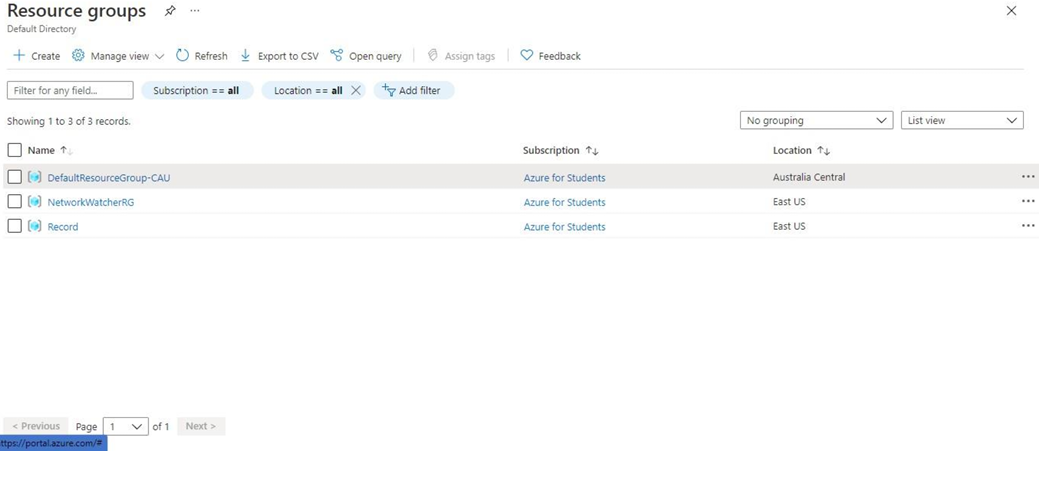 Resource groups ...
Default Directory
Create Manage view Refresh Export to CSV Open query Assign tags Feedback
Filter for any field... Subscription == all Location == all Add filter
Showing 1 to 3 of 3 records.
No grouping List view
Name Subscription Location
DefaultResourceGroup-CAU Azure for Students Australia Central
NetworkWatcherRG Azure for Students East US
Record Azure for Students East US
< Previous Page 1 of 1 Next >
ttps://portal.azure.com/#